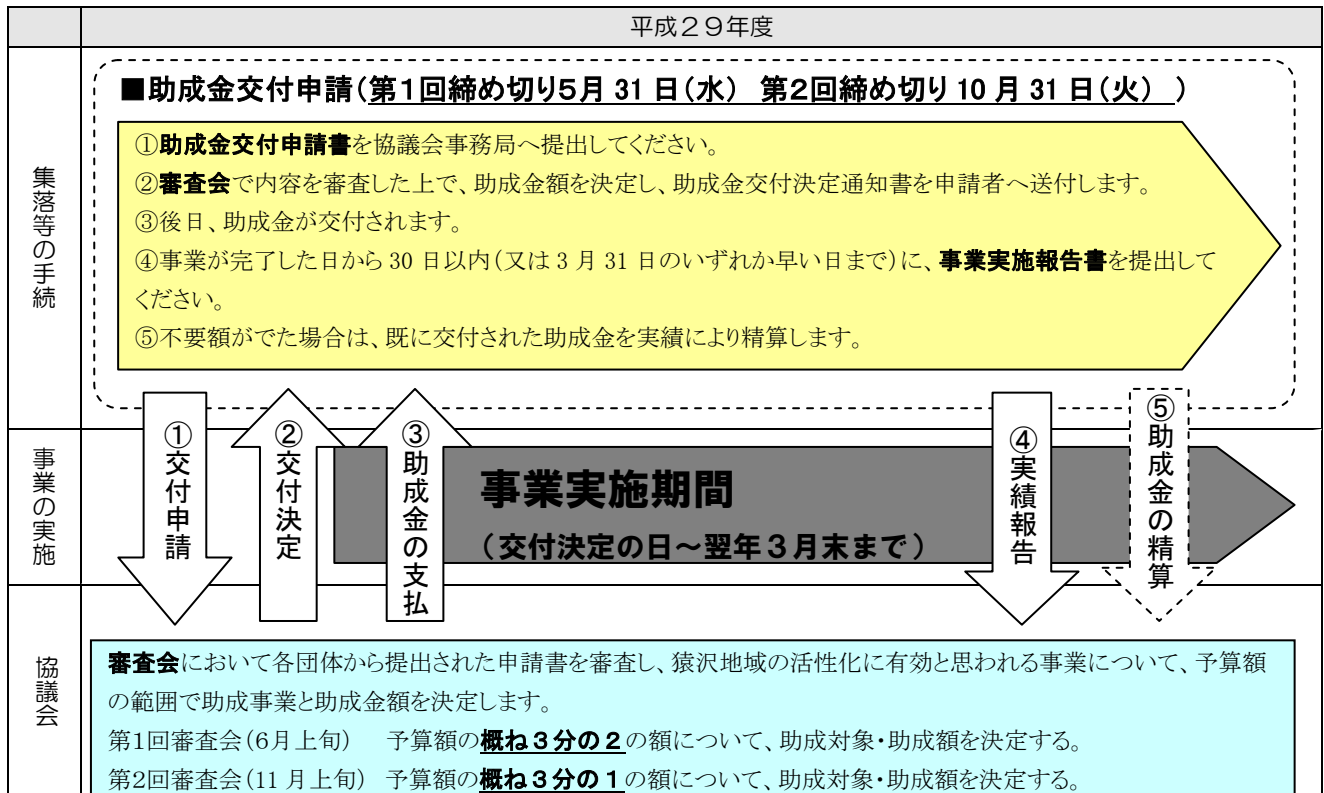 平成２９年度
集落等の手続
■助成金交付申請（第１回締め切り５月 31 日（水）　第２回締め切り 10 月 31 日（火）　）
①助成金交付申請書を協議会事務局へ提出してください。
②審査会で内容を審査した上で、助成金額を決定し、助成金交付決定通知書を申請者へ送付します。
③後日、助成金が交付されます。
④事業が完了した日から 30 日以内（又は 3 月 31 日のいずれか早い日まで）に、事業実施報告書を提出して
ください。
⑤不要額がでた場合は、既に交付された助成金を実績により精算します。
事業の実施
①交付申請
②交付決定
③助成金の支払
事業実施期間
（交付決定の日～翌年３月末まで）
④実績報告
⑤助成金の精算
協議会
審査会において各団体から提出された申請書を審査し、猿沢地域の活性化に有効と思われる事業について、予算額
の範囲で助成事業と助成金額を決定します。
第1回審査会（６月上旬）　予算額の概ね３分の２の額について、助成対象・助成額を決定する。
第２回審査会（11 月上旬）　予算額の概ね３分の１の額について、助成対象・助成額を決定する。